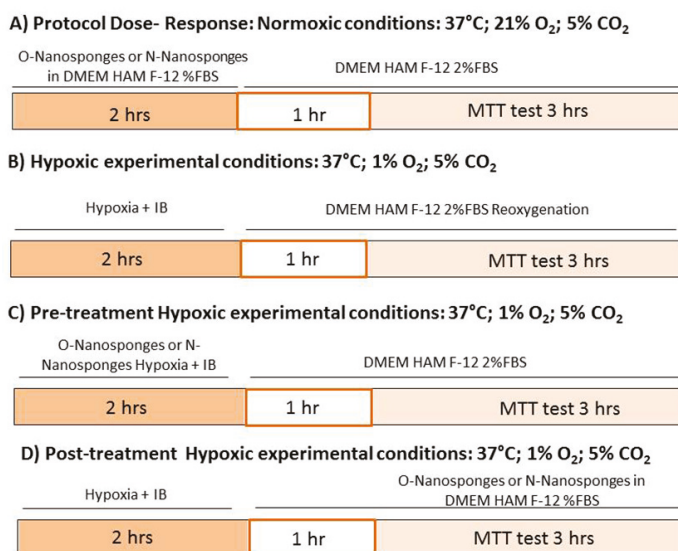 A) Protocol Dose- Response: Normoxic conditions: 37°C; 21% O₂; 5% CO₂
O-Nanosponges or N-Nanosponges
in DMEM HAM F-12 %FBS
DMEM HAM F-12 2%FBS
2 hrs
1 hr
MTT test 3 hrs
B) Hypoxic experimental conditions: 37°C; 1% O₂; 5% CO₂
Hypoxia + IB
DMEM HAM F-12 2%FBS Reoxygenation
2 hrs
1 hr
MTT test 3 hrs
C) Pre-treatment Hypoxic experimental conditions: 37°C; 1% O₂; 5% CO₂
O-Nanosponges or N-
Nanosponges Hypoxia + IB
DMEM HAM F-12 2%FBS
2 hrs
1 hr
MTT test 3 hrs
D) Post-treatment Hypoxic experimental conditions: 37°C; 1% O₂; 5% CO₂
Hypoxia + IB
O-Nanosponges or N-Nanosponges in
DMEM HAM F-12 %FBS
2 hrs
1 hr
MTT test 3 hrs